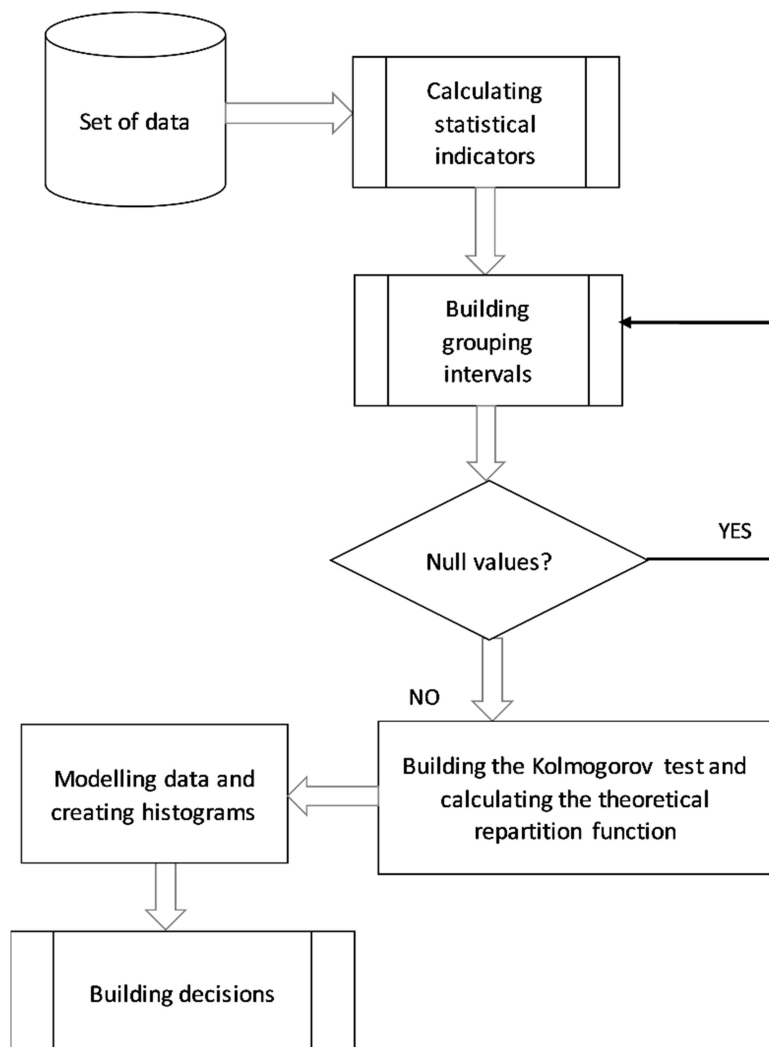 Set of data
Calculating
statistical
indicators
Building
grouping
intervals
Null values?
YES
NO
Building the Kolmogorov test and
calculating the theoretical
repartition function
Modelling data and
creating histograms
Building decisions